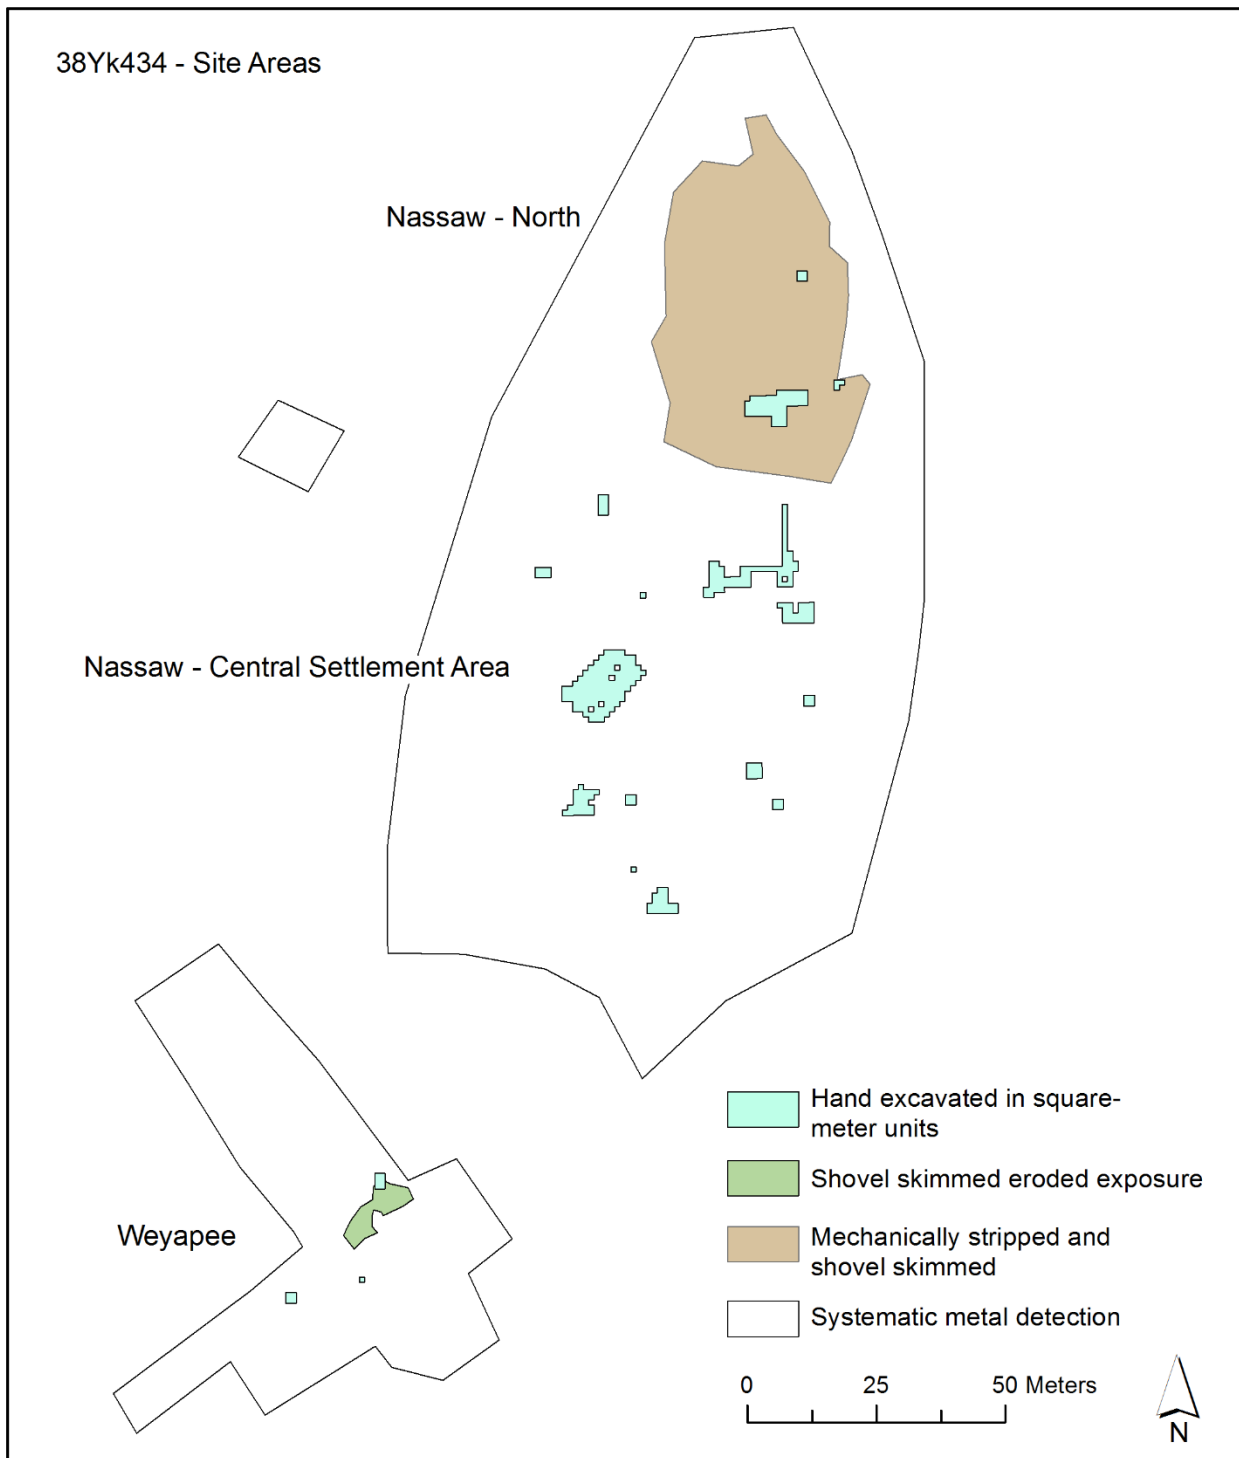 38Yk434 - Site Areas
Nassaw - North
Nassaw - Central Settlement Area
Weyapee
Hand excavated in square-
meter units
Shovel skimmed eroded exposure
Mechanically stripped and
shovel skimmed
Systematic metal detection
0 25 50 Meters
N